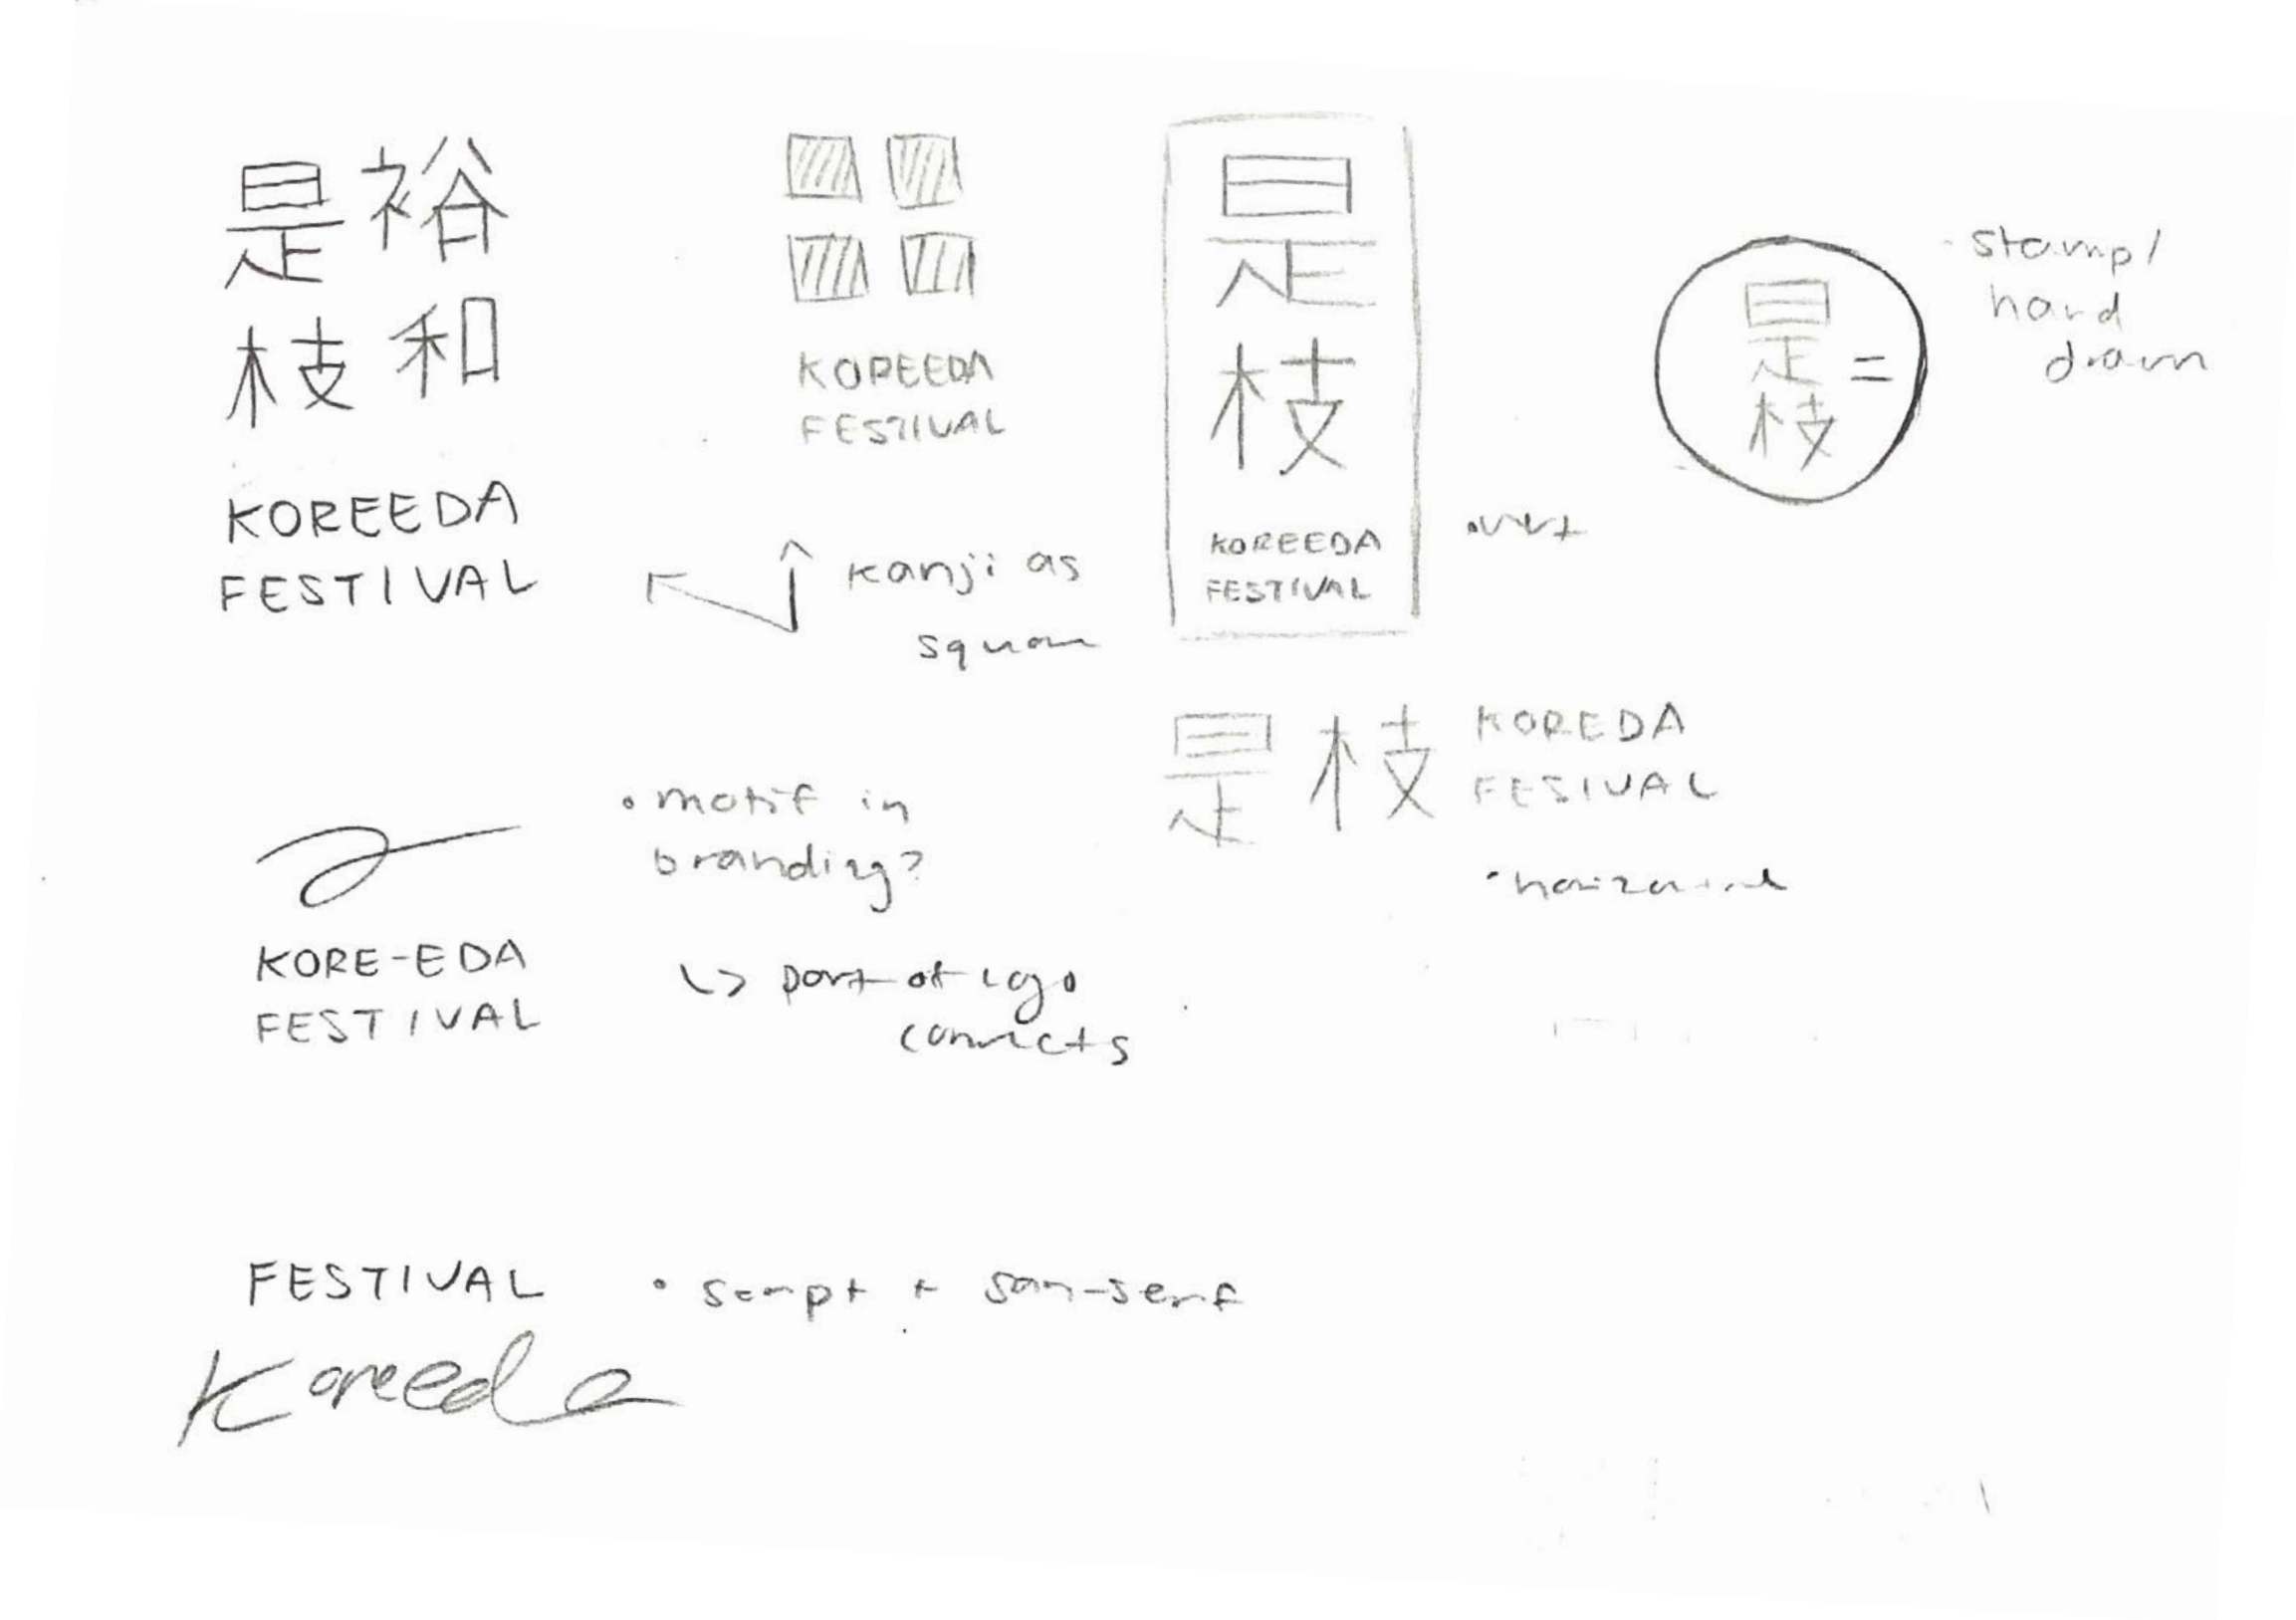 是裕
枝和
KOREEDA
FESTIVAL
KOREEDA
FESTIVAL
kanji as
square
是
枝
KOREEDA
FESTIVAL
•vert
是
枝
=
•stamp/
hand
drawn
是枝
KOREDA
FESIVAL
•horizontal
KORE-EDA
FESTIVAL
•motif in
branding?
↳ part of logo
connects
FESTIVAL
Koreeda
•script + san-serif